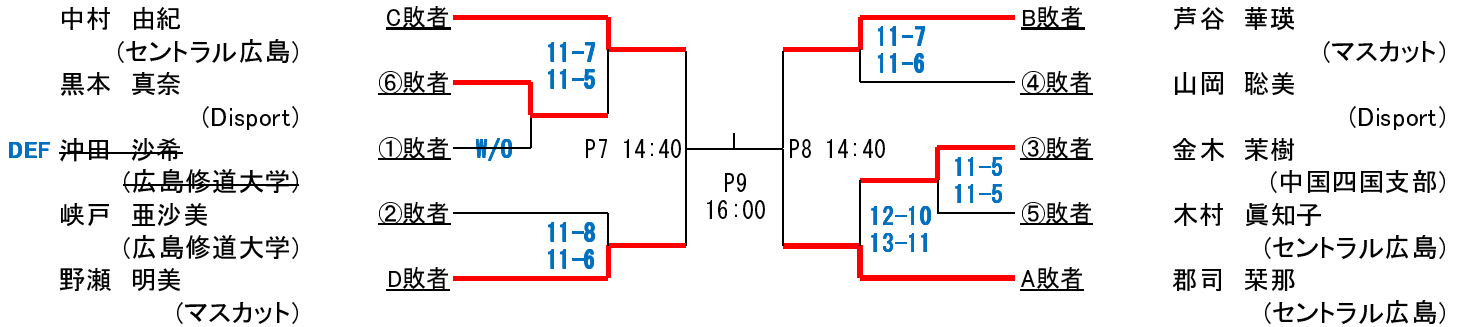 中村 由紀 C敗者 B敗者 芦谷 華瑛
(セントラル広島) 11-7 11-7 (マスカット)
11-5 11-6
黒本 真奈 ⑥敗者 ④敗者 山岡 聡美
(Disport) (Disport)
DEF 沖田 沙希 ①敗者 W/O P7 14:40 P8 14:40 ③敗者 金木 茉樹
(広島修道大学) P9 11-5 (中国四国支部)
16:00 11-5
峡戸 亜沙美 ②敗者 12-10 ⑤敗者 木村 眞知子
(広島修道大学) 11-8 13-11 (セントラル広島)
11-6
野瀬 明美 D敗者 A敗者 郡司 栞那
(マスカット) (セントラル広島)